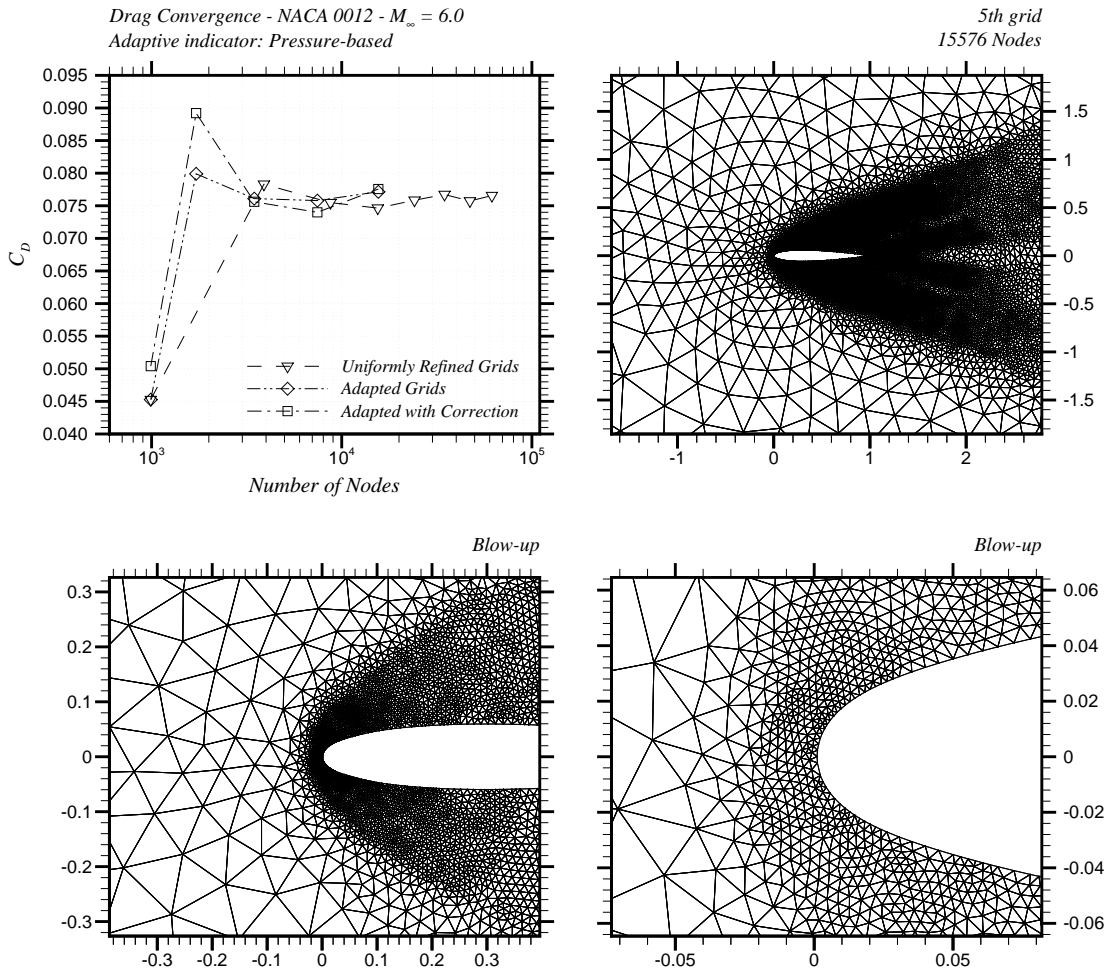 Drag Convergence - NACA 0012 - M∞ = 6.0
Adaptive indicator: Pressure-based
0.095
0.090
0.085
0.080
0.075
0.070
0.065
0.060
0.055
0.050
0.045
0.040
C_D
10³ 10⁴ 10⁵
Number of Nodes
Uniformly Refined Grids
Adapted Grids
Adapted with Correction
5th grid
15576 Nodes
1.5
1
0.5
0
-0.5
-1
-1.5
-1 0 1 2
Blow-up
0.3
0.2
0.1
0
-0.1
-0.2
-0.3
-0.3 -0.2 -0.1 0 0.1 0.2 0.3
Blow-up
0.06
0.04
0.02
0
-0.02
-0.04
-0.06
-0.05 0 0.05